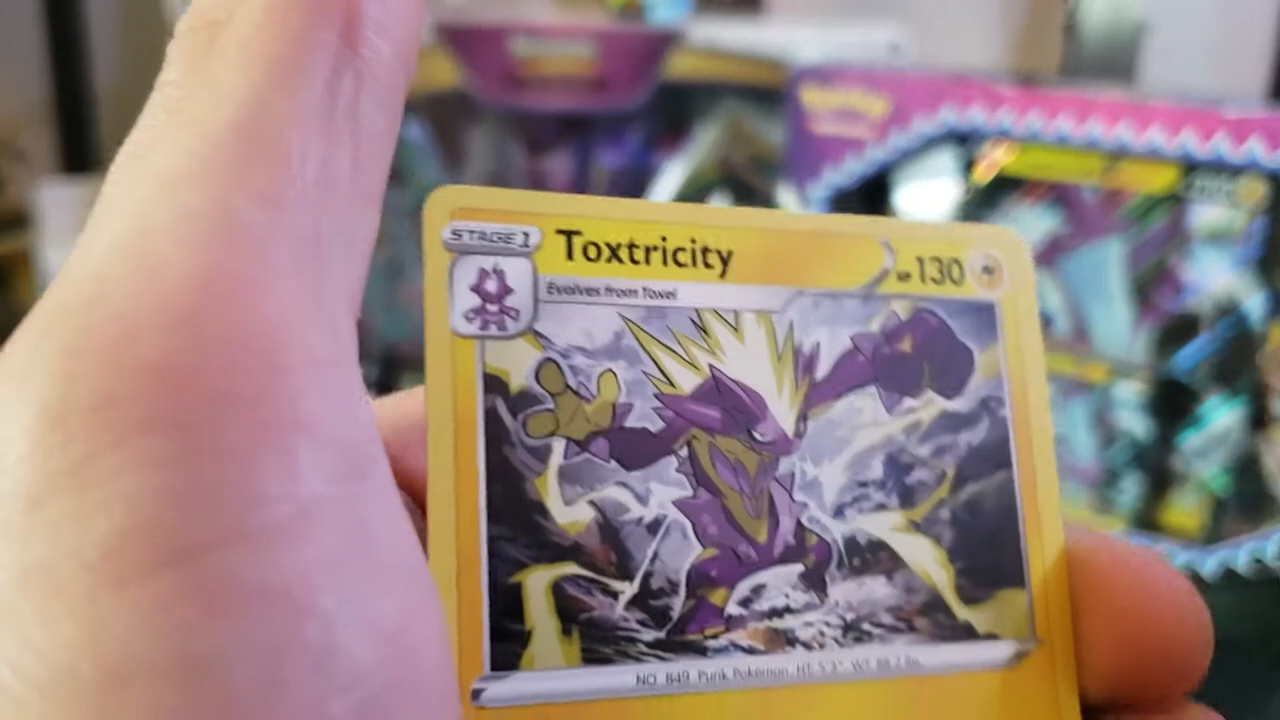 STAGE 1
Toxtricity
HP 130
Evolves from Toxel
NO. 849 Punk Pokémon HT: 5'3" WT: 88.2 lbs.
Pokémon